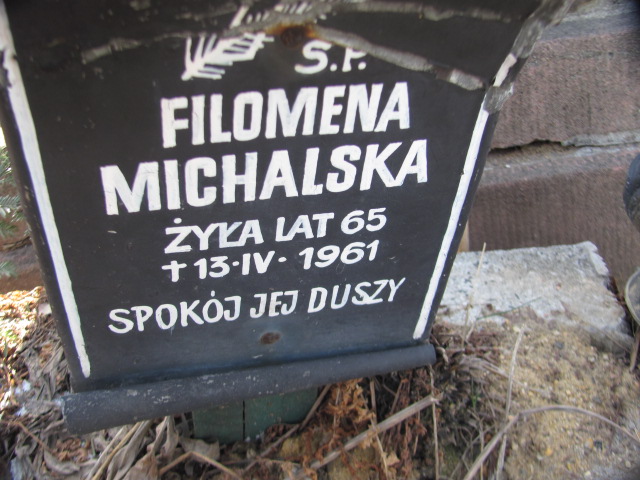 Ś.P.
FILOMENA
MICHALSKA
ŻYŁA LAT 65
✝ 13·IV· 1961
SPOKÓJ JEJ DUSZY